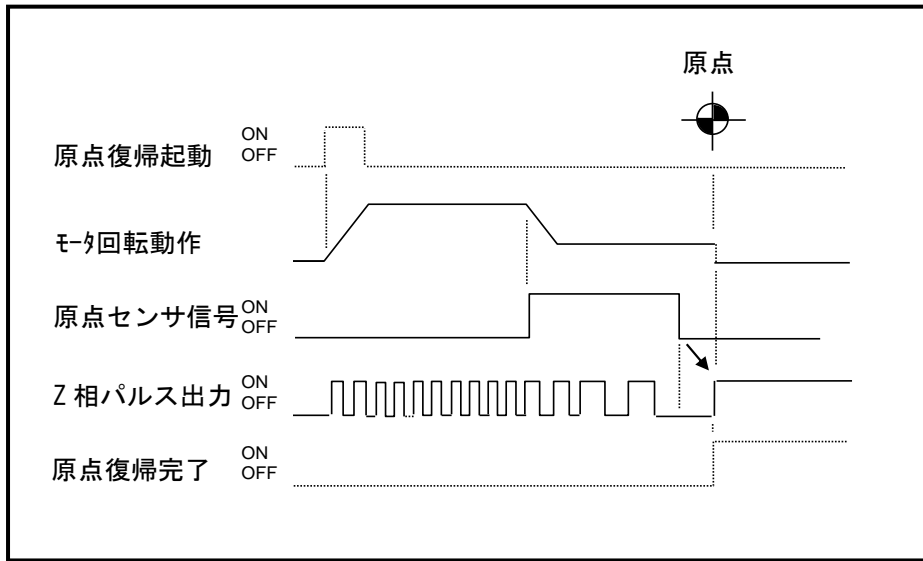 原点
原点復帰起動
ON
OFF
ﾓｰﾀ回転動作
原点センサ信号
ON
OFF
Z 相パルス出力
ON
OFF
原点復帰完了
ON
OFF